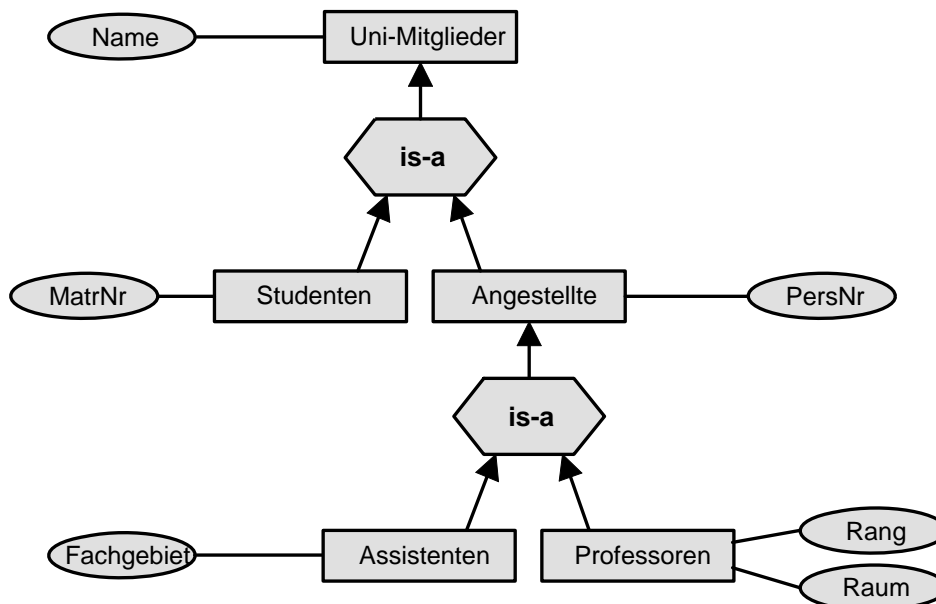 Name
Uni-Mitglieder
is-a
MatrNr
Studenten
Angestellte
PersNr
is-a
Fachgebiet
Assistenten
Professoren
Rang
Raum